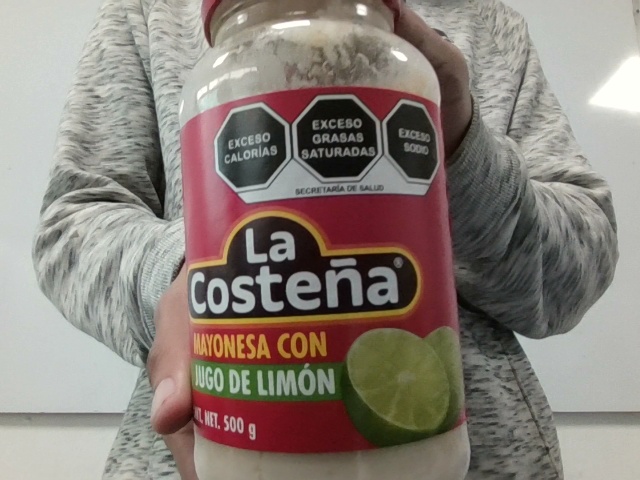 EXCESO
CALORÍAS
EXCESO
GRASAS
SATURADAS
EXCESO
SODIO
SECRETARÍA DE SALUD
La
Costeña®
MAYONESA CON
JUGO DE LIMÓN
NT. NET. 500 g